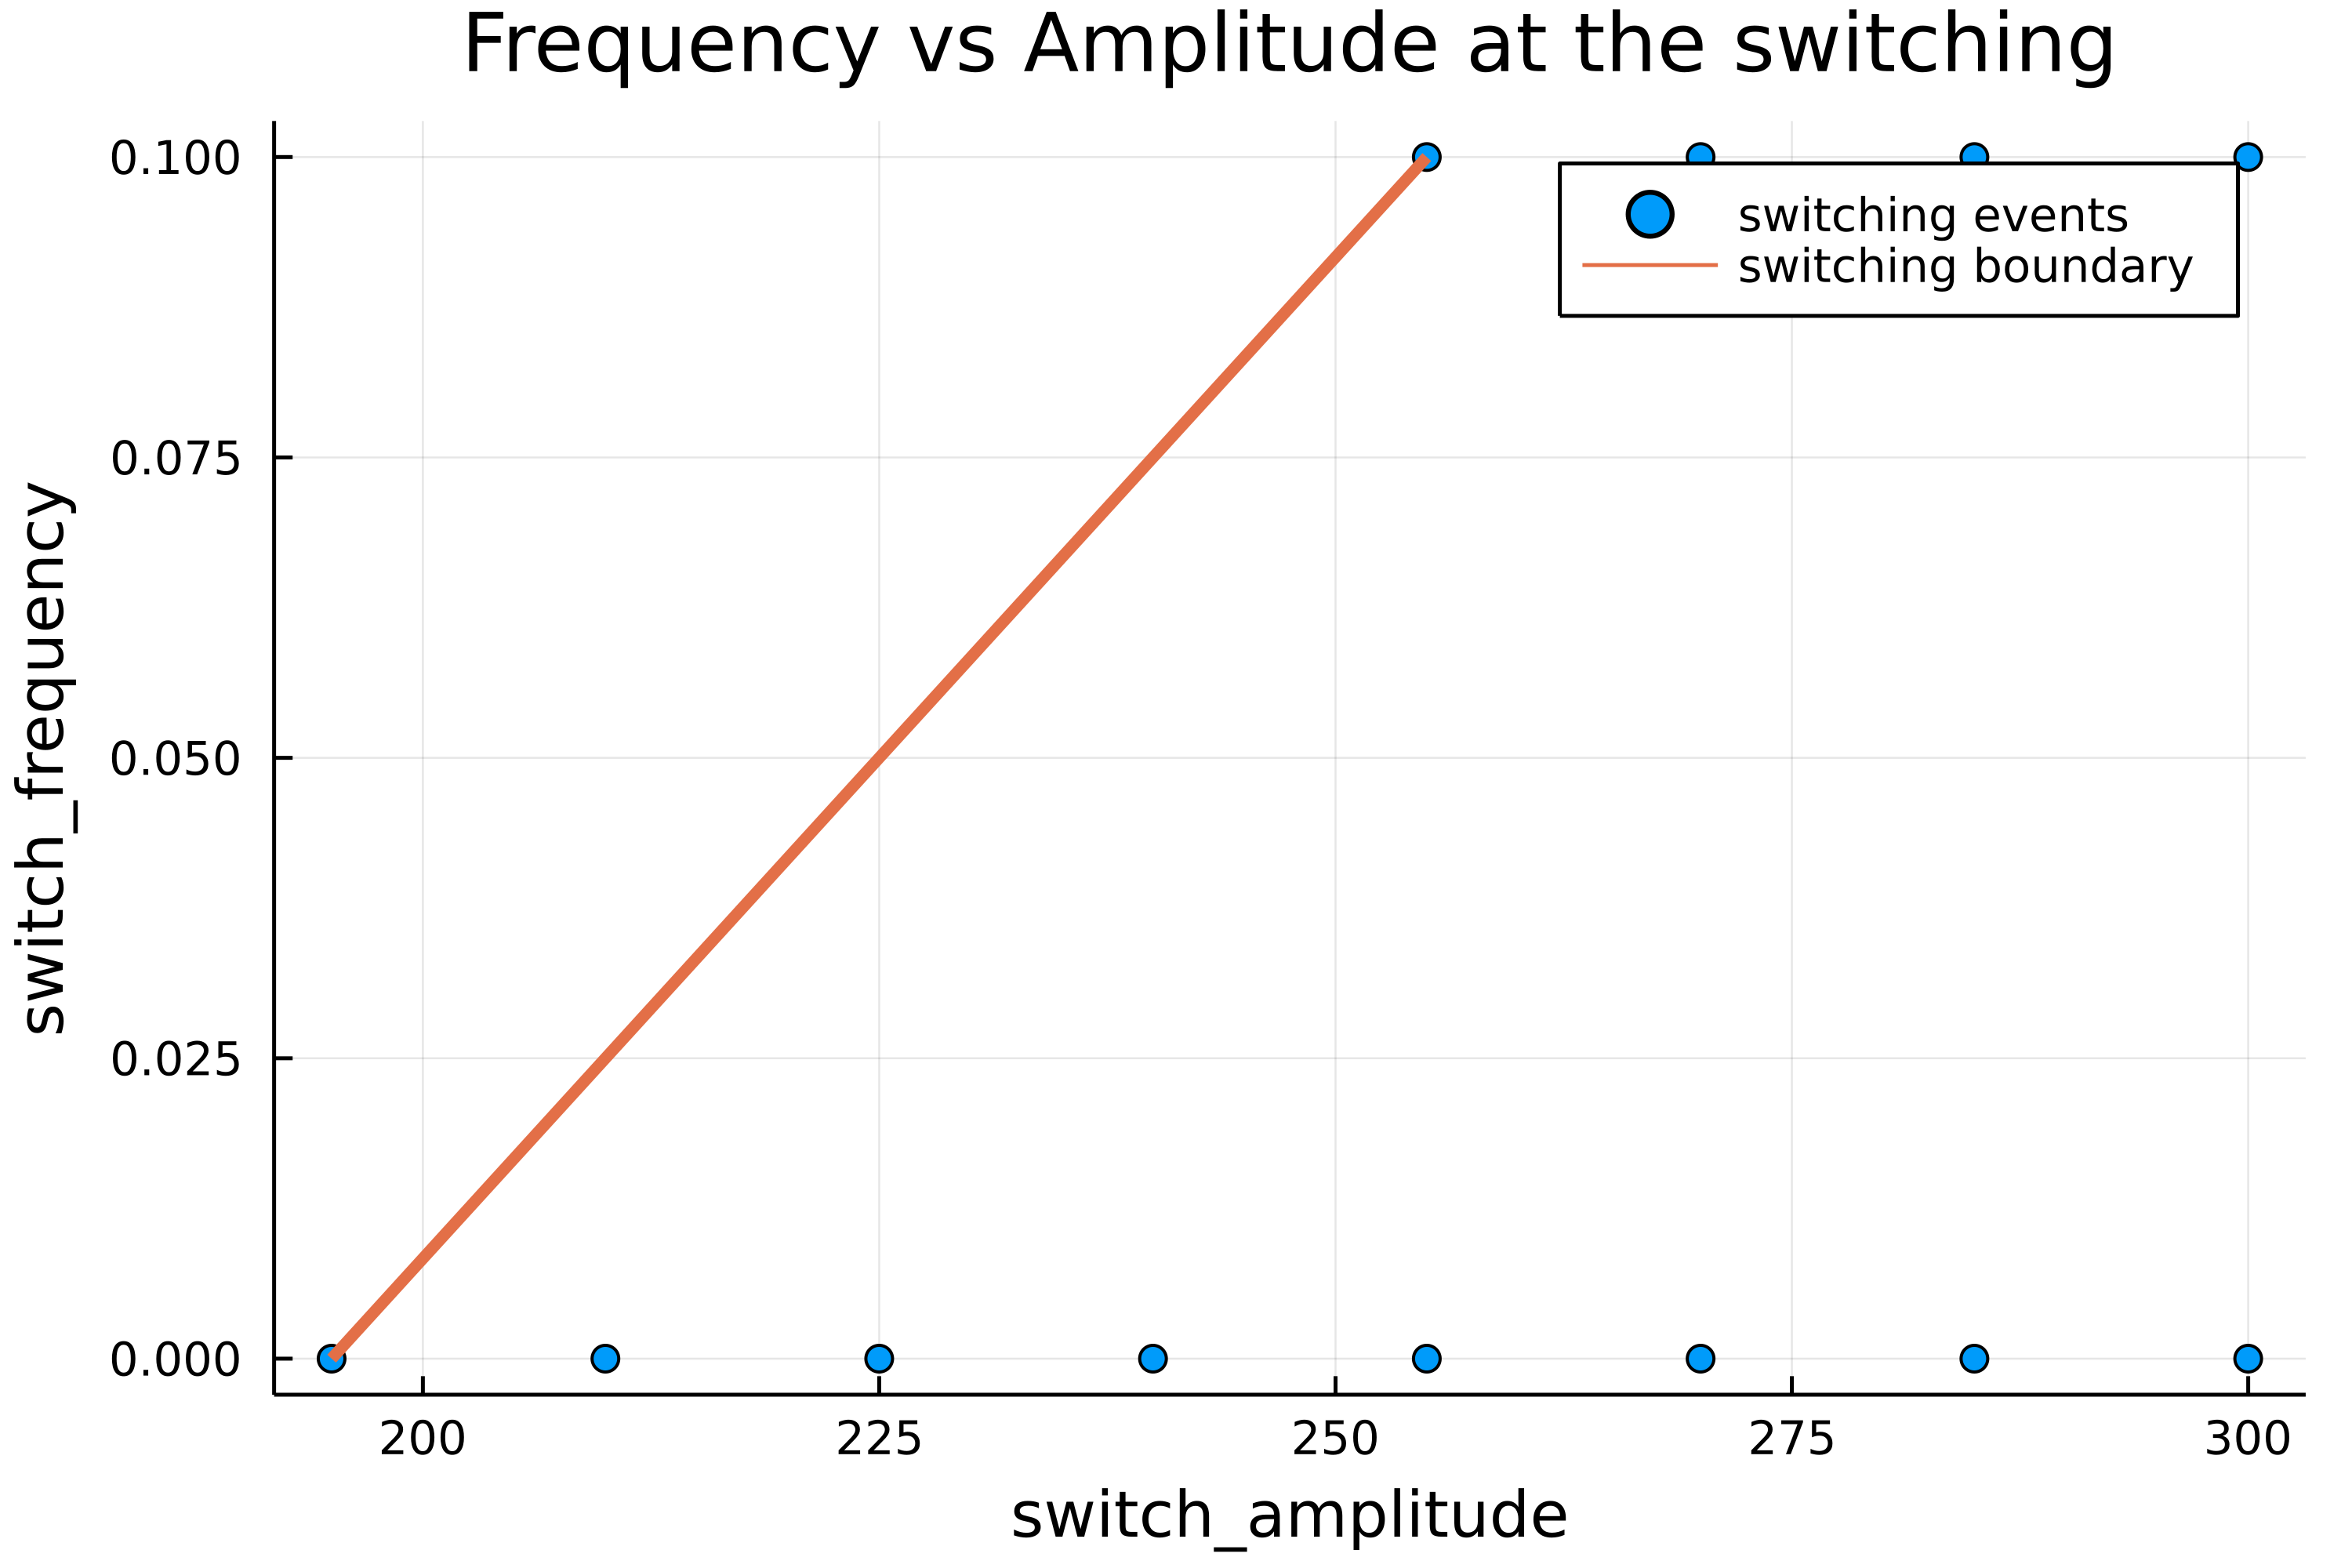 Frequency vs Amplitude at the switching
0.100
0.075
0.050
0.025
0.000
switch_frequency
switching events
switching boundary
200
225
250
275
300
switch_amplitude